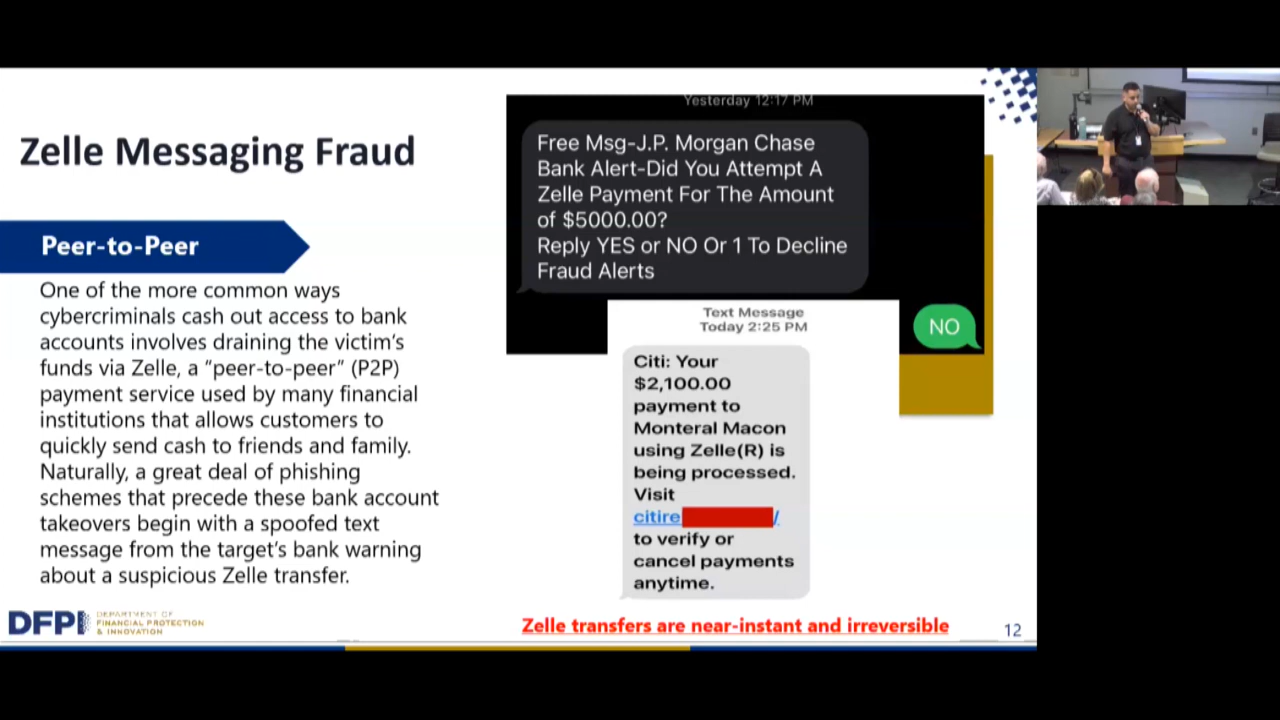 Zelle Messaging Fraud
Peer-to-Peer
One of the more common ways
cybercriminals cash out access to bank
accounts involves draining the victim's
funds via Zelle, a "peer-to-peer" (P2P)
payment service used by many financial
institutions that allows customers to
quickly send cash to friends and family.
Naturally, a great deal of phishing
schemes that precede these bank account
takeovers begin with a spoofed text
message from the target's bank warning
about a suspicious Zelle transfer.
Yesterday 12:17 PM
Free Msg-J.P. Morgan Chase
Bank Alert-Did You Attempt A
Zelle Payment For The Amount
of $5000.00?
Reply YES or NO Or 1 To Decline
Fraud Alerts
NO
Text Message
Today 2:25 PM
Citi: Your
$2,100.00
payment to
Monteral Macon
using Zelle(R) is
being processed.
Visit
citire /
to verify or
cancel payments
anytime.
Zelle transfers are near-instant and irreversible
DFPI
DEPARTMENT OF
FINANCIAL PROTECTION
& INNOVATION
12